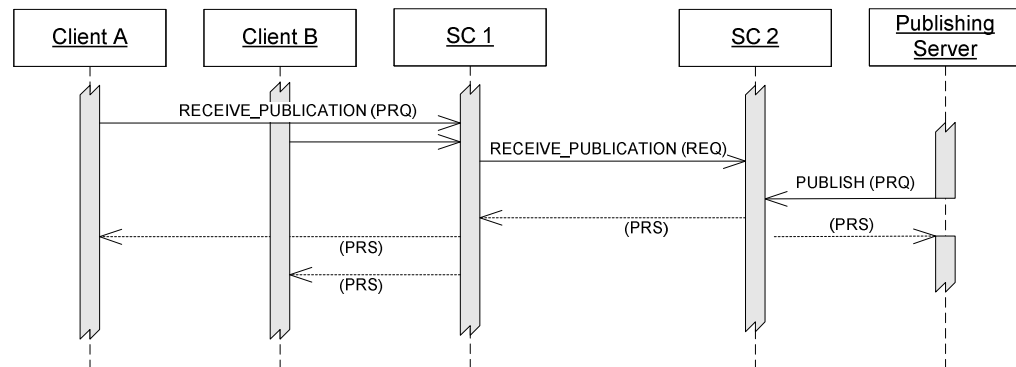 Client A
Client B
SC 1
SC 2
Publishing
Server
RECEIVE_PUBLICATION (PRQ)
RECEIVE_PUBLICATION (REQ)
PUBLISH (PRQ)
(PRS)
(PRS)
(PRS)
(PRS)